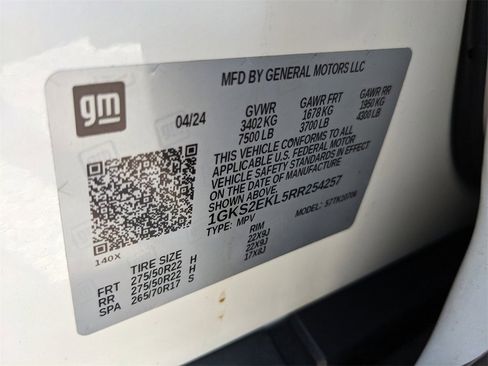 MFD BY GENERAL MOTORS LLC
gm
04/24
GVWR GAWR FRT GAWR RR
3402 KG 1678 KG 1950 KG
7500 LB 3700 LB 4300 LB
THIS VEHICLE CONFORMS TO ALL
APPLICABLE U.S. FEDERAL MOTOR
VEHICLE SAFETY STANDARDS IN EFFECT
ON THE DATE OF MANUFACTURE
SHOWN ABOVE.
1GKS2EKL5RR254257
TYPE: MPV MODEL:
140X
TIRE SIZE RIM
FRT 275/50R22 H 22X9J
RR 275/50R22 H 22X9J
SPA 265/70R17 S 17X8J